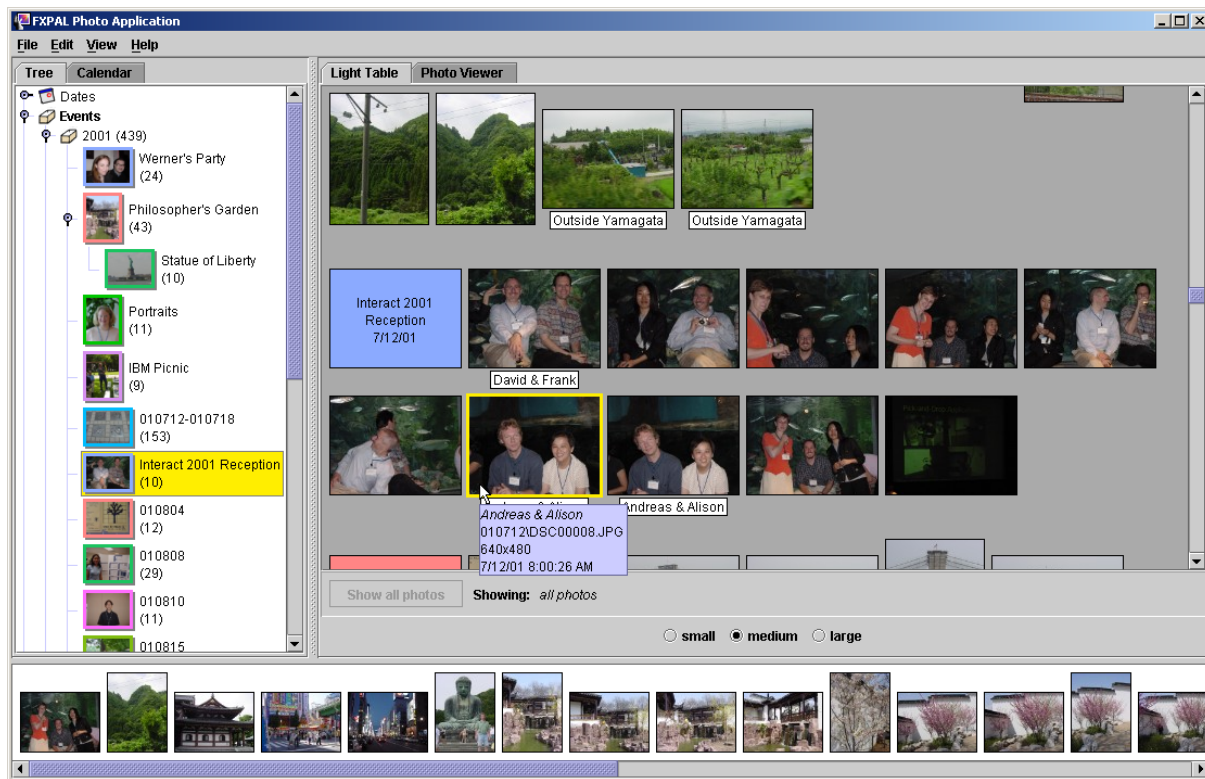 FXPAL Photo Application
File Edit View Help
Tree Calendar
Dates
Events
2001 (439)
Werner's Party
(24)
Philosopher's Garden
(43)
Statue of Liberty
(10)
Portraits
(11)
IBM Picnic
(9)
010712-010718
(153)
Interact 2001 Reception
(10)
010804
(12)
010808
(29)
010810
(11)
010815
Light Table Photo Viewer
Outside Yamagata Outside Yamagata
Interact 2001
Reception
7/12/01
David & Frank
Andreas & Alison
Andreas & Alison
010712\DSC00008.JPG
640x480
7/12/01 8:00:26 AM
Show all photos Showing: all photos
small medium large